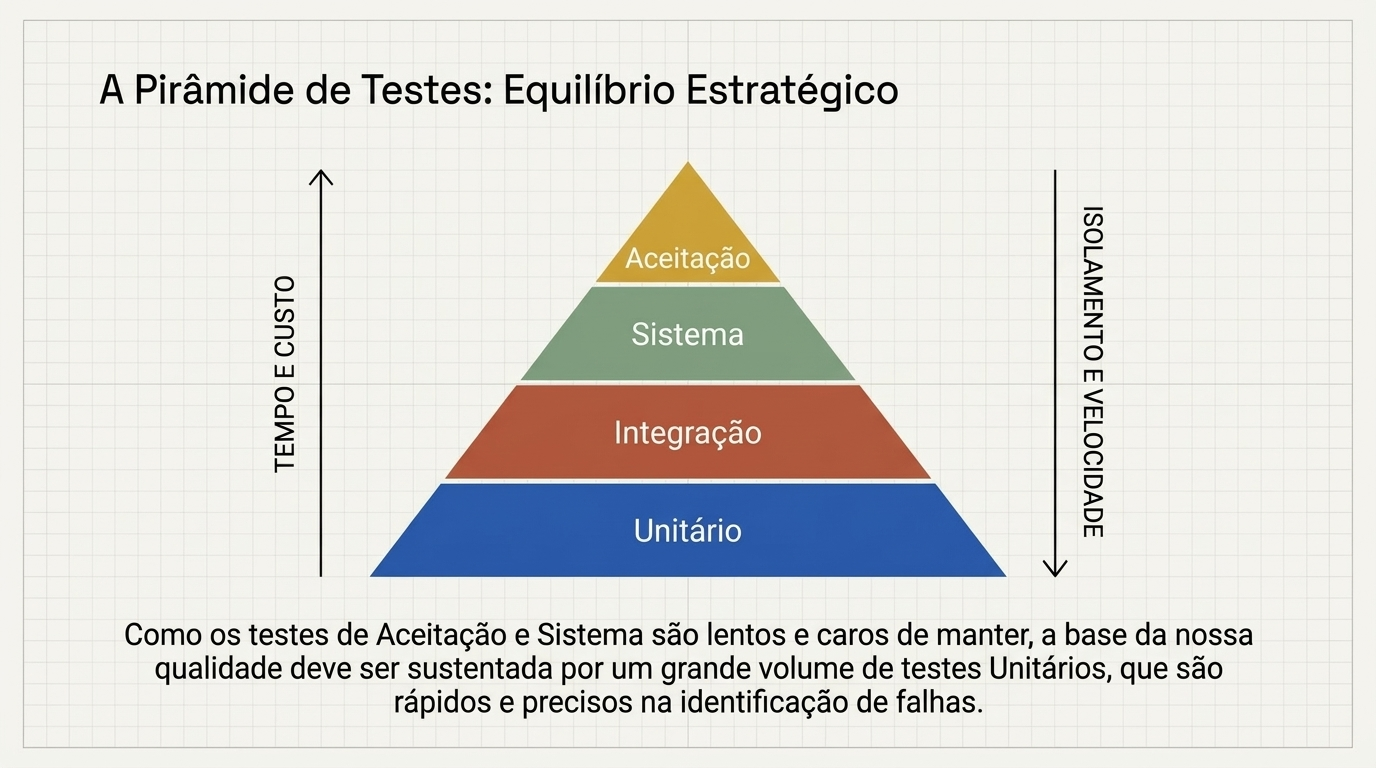 A Pirâmide de Testes: Equilíbrio Estratégico
TEMPO E CUSTO
Aceitação
Sistema
Integração
Unitário
ISOLAMENTO E VELOCIDADE
Como os testes de Aceitação e Sistema são lentos e caros de manter, a base da nossa
qualidade deve ser sustentada por um grande volume de testes Unitários, que são
rápidos e precisos na identificação de falhas.